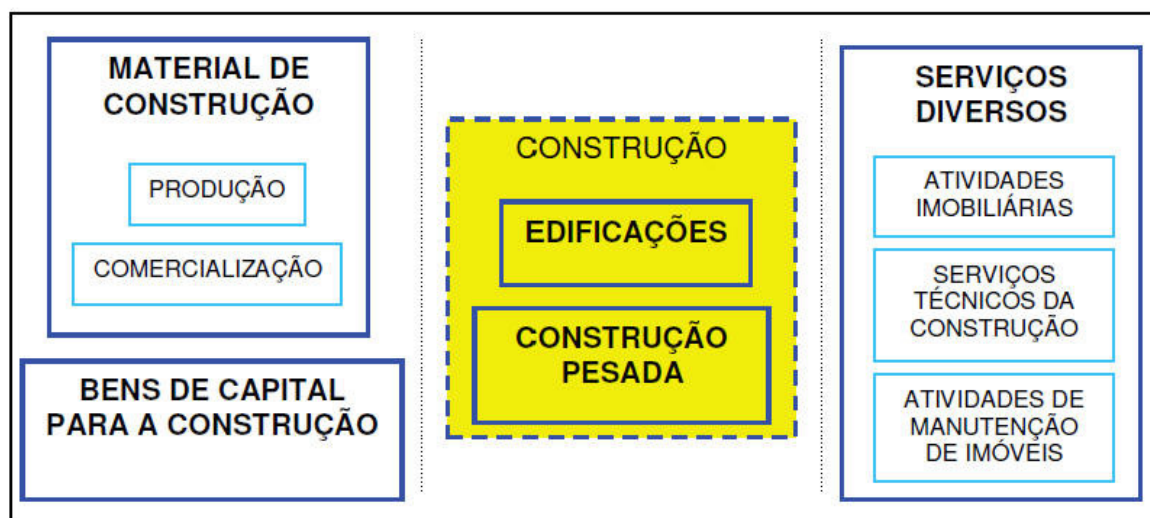 MATERIAL DE
CONSTRUÇÃO
PRODUÇÃO
COMERCIALIZAÇÃO
BENS DE CAPITAL
PARA A CONSTRUÇÃO
CONSTRUÇÃO
EDIFICAÇÕES
CONSTRUÇÃO
PESADA
SERVIÇOS
DIVERSOS
ATIVIDADES
IMOBILIÁRIAS
SERVIÇOS
TÉCNICOS DA
CONSTRUÇÃO
ATIVIDADES DE
MANUTENÇÃO
DE IMÓVEIS